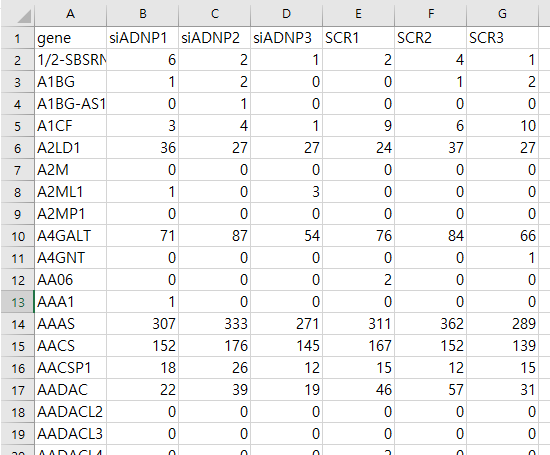 A B C D E F G
1 gene siADNP1 siADNP2 siADNP3 SCR1 SCR2 SCR3
2 1/2-SBSRN 6 2 1 2 4 1
3 A1BG 1 2 0 0 1 2
4 A1BG-AS1 0 1 0 0 0 0
5 A1CF 3 4 1 9 6 10
6 A2LD1 36 27 27 24 37 27
7 A2M 0 0 0 0 0 0
8 A2ML1 1 0 3 0 0 0
9 A2MP1 0 0 0 0 0 0
10 A4GALT 71 87 54 76 84 66
11 A4GNT 0 0 0 0 0 1
12 AA06 0 0 0 2 0 0
13 AAA1 1 0 0 0 0 0
14 AAAS 307 333 271 311 362 289
15 AACS 152 176 145 167 152 139
16 AACSP1 18 26 12 15 12 15
17 AADAC 22 39 19 46 57 31
18 AADACL2 0 0 0 0 0 0
19 AADACL3 0 0 0 0 0 0
20 AADACL4 0 0 0 2 0 0